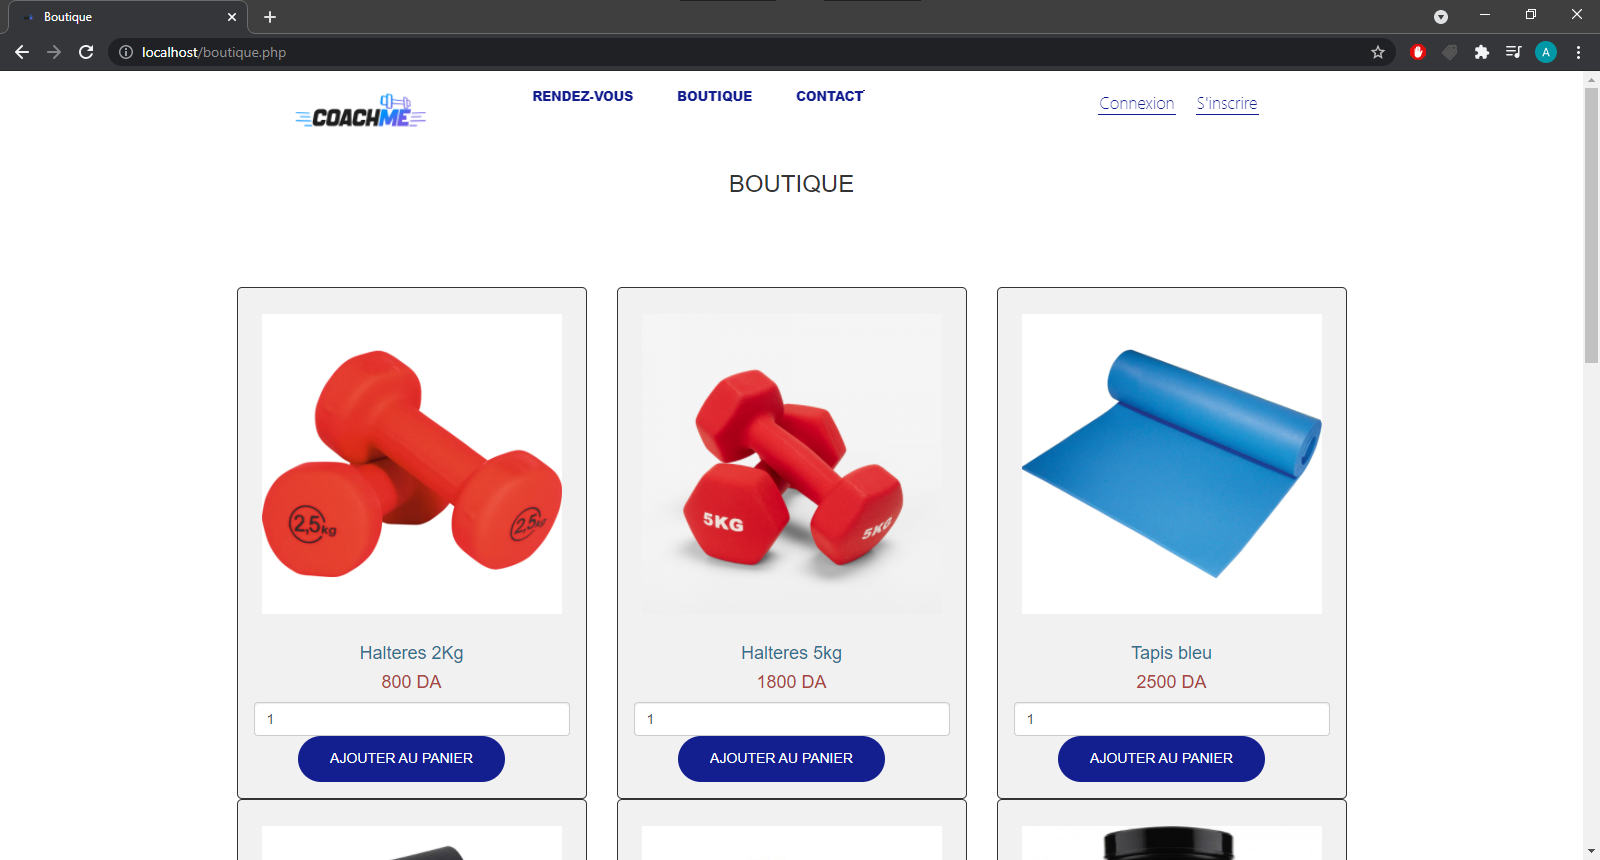 Boutique
localhost/boutique.php
A
COACHME
RENDEZ-VOUS
BOUTIQUE
CONTACT
Connexion
S'inscrire
BOUTIQUE
2,5kg
2,5kg
5KG
5KG
Halteres 2Kg
800 DA
1
AJOUTER AU PANIER
Halteres 5kg
1800 DA
1
AJOUTER AU PANIER
Tapis bleu
2500 DA
1
AJOUTER AU PANIER